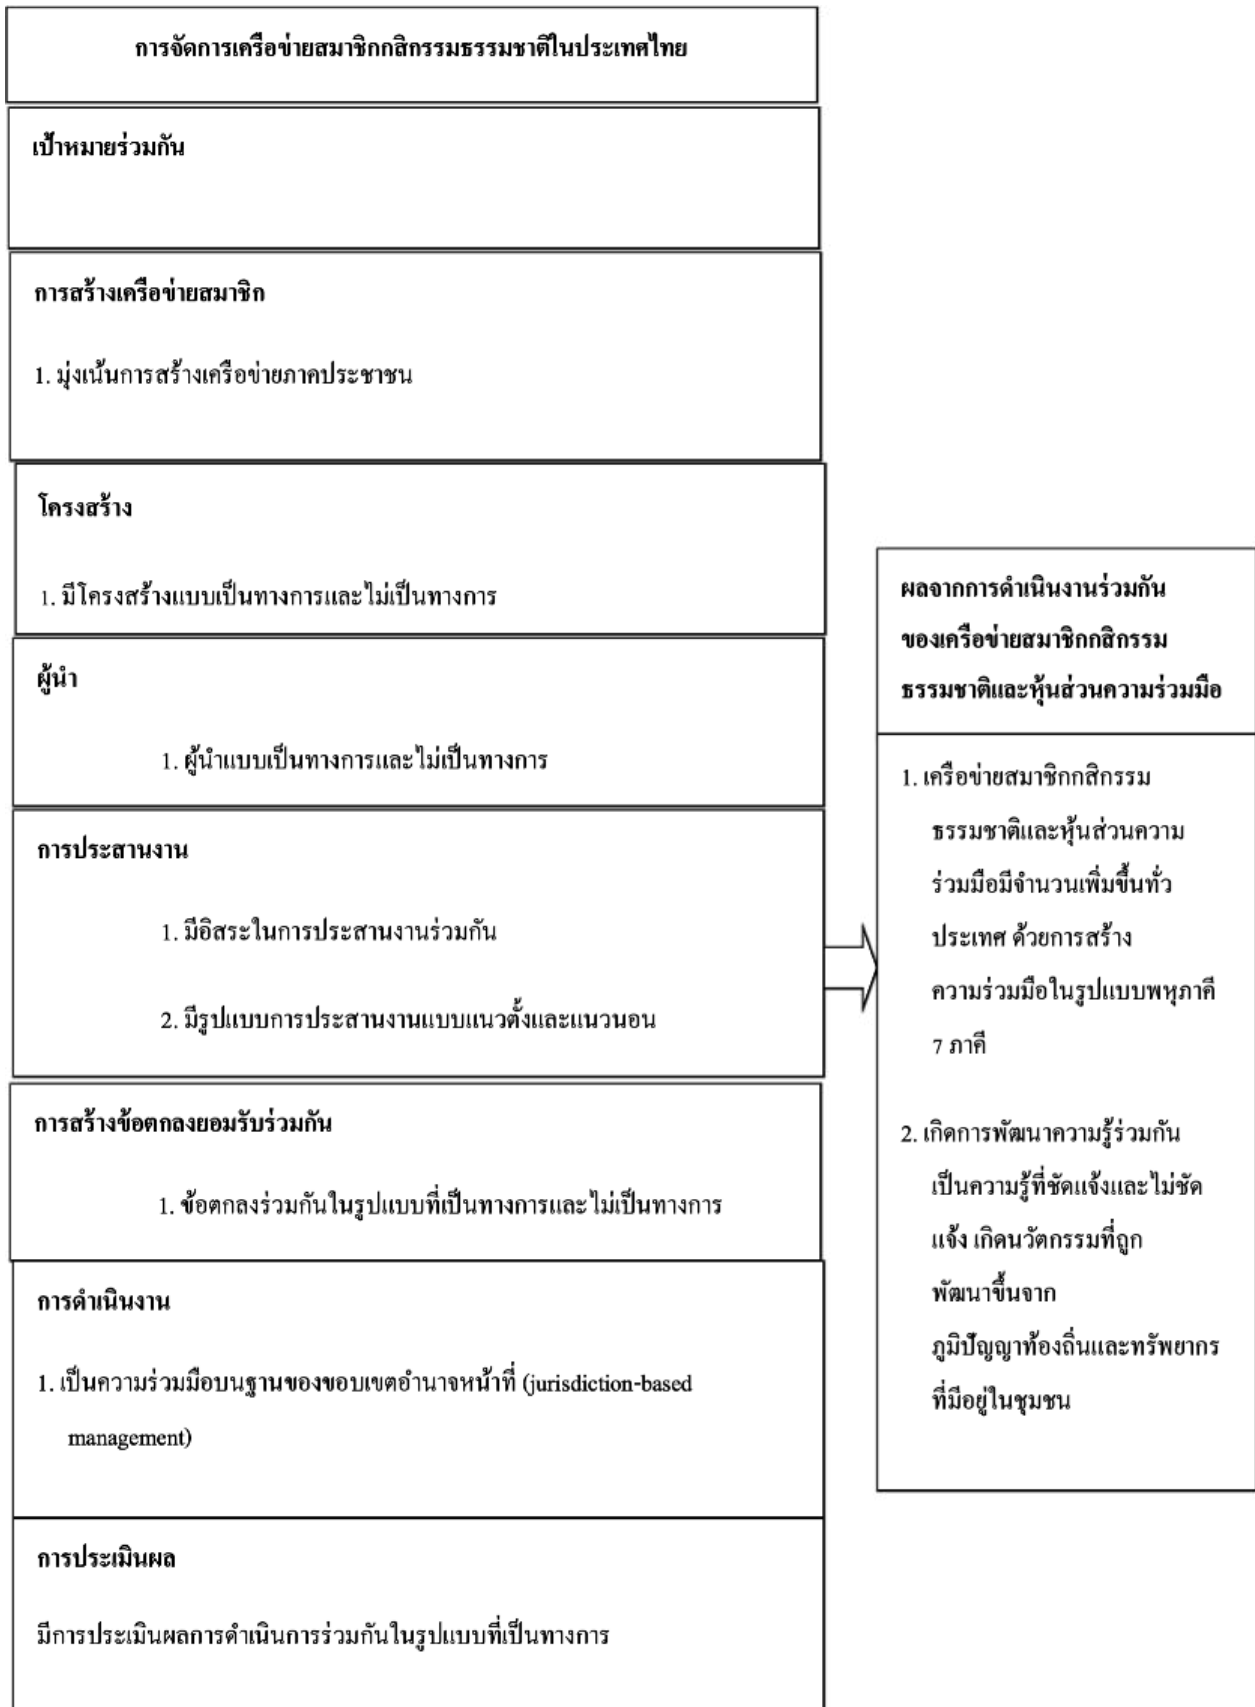 การจัดการเครือข่ายสมาชิกกสิกรรมธรรมชาติในประเทศไทย
เป้าหมายร่วมกัน
การสร้างเครือข่ายสมาชิก
1. มุ่งเน้นการสร้างเครือข่ายภาคประชาชน
โครงสร้าง
1. มีโครงสร้างแบบเป็นทางการและไม่เป็นทางการ
ผู้นำ
1. ผู้นำแบบเป็นทางการและไม่เป็นทางการ
การประสานงาน
1. มีอิสระในการประสานงานร่วมกัน
2. มีรูปแบบการประสานงานแบบแนวตั้งและแนวนอน
การสร้างข้อตกลงยอมรับร่วมกัน
1. ข้อตกลงร่วมกันในรูปแบบที่เป็นทางการและไม่เป็นทางการ
การดำเนินงาน
1. เป็นความร่วมมือบนฐานของขอบเขตอำนาจหน้าที่ (jurisdiction-based
management)
การประเมินผล
มีการประเมินผลการดำเนินการร่วมกันในรูปแบบที่เป็นทางการ
ผลจากการดำเนินงานร่วมกัน
ของเครือข่ายสมาชิกกสิกรรม
ธรรมชาติและหุ้นส่วนความร่วมมือ
1. เครือข่ายสมาชิกกสิกรรม
ธรรมชาติและหุ้นส่วนความ
ร่วมมือมีจำนวนเพิ่มขึ้นทั่ว
ประเทศ ด้วยการสร้าง
ความร่วมมือในรูปแบบพหุภาคี
7 ภาคี
2. เกิดการพัฒนาความรู้ร่วมกัน
เป็นความรู้ที่ชัดแจ้งและไม่ชัด
แจ้ง เกิดนวัตกรรมที่ถูก
พัฒนาขึ้นจาก
ภูมิปัญญาท้องถิ่นและทรัพยากร
ที่มีอยู่ในชุมชน